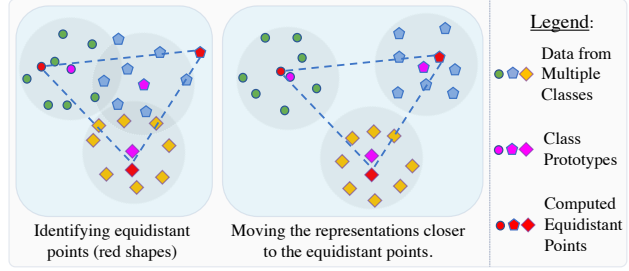 Identifying equidistant
points (red shapes)
Moving the representations closer
to the equidistant points.
Legend:
Data from
Multiple
Classes
Class
Prototypes
Computed
Equidistant
Points